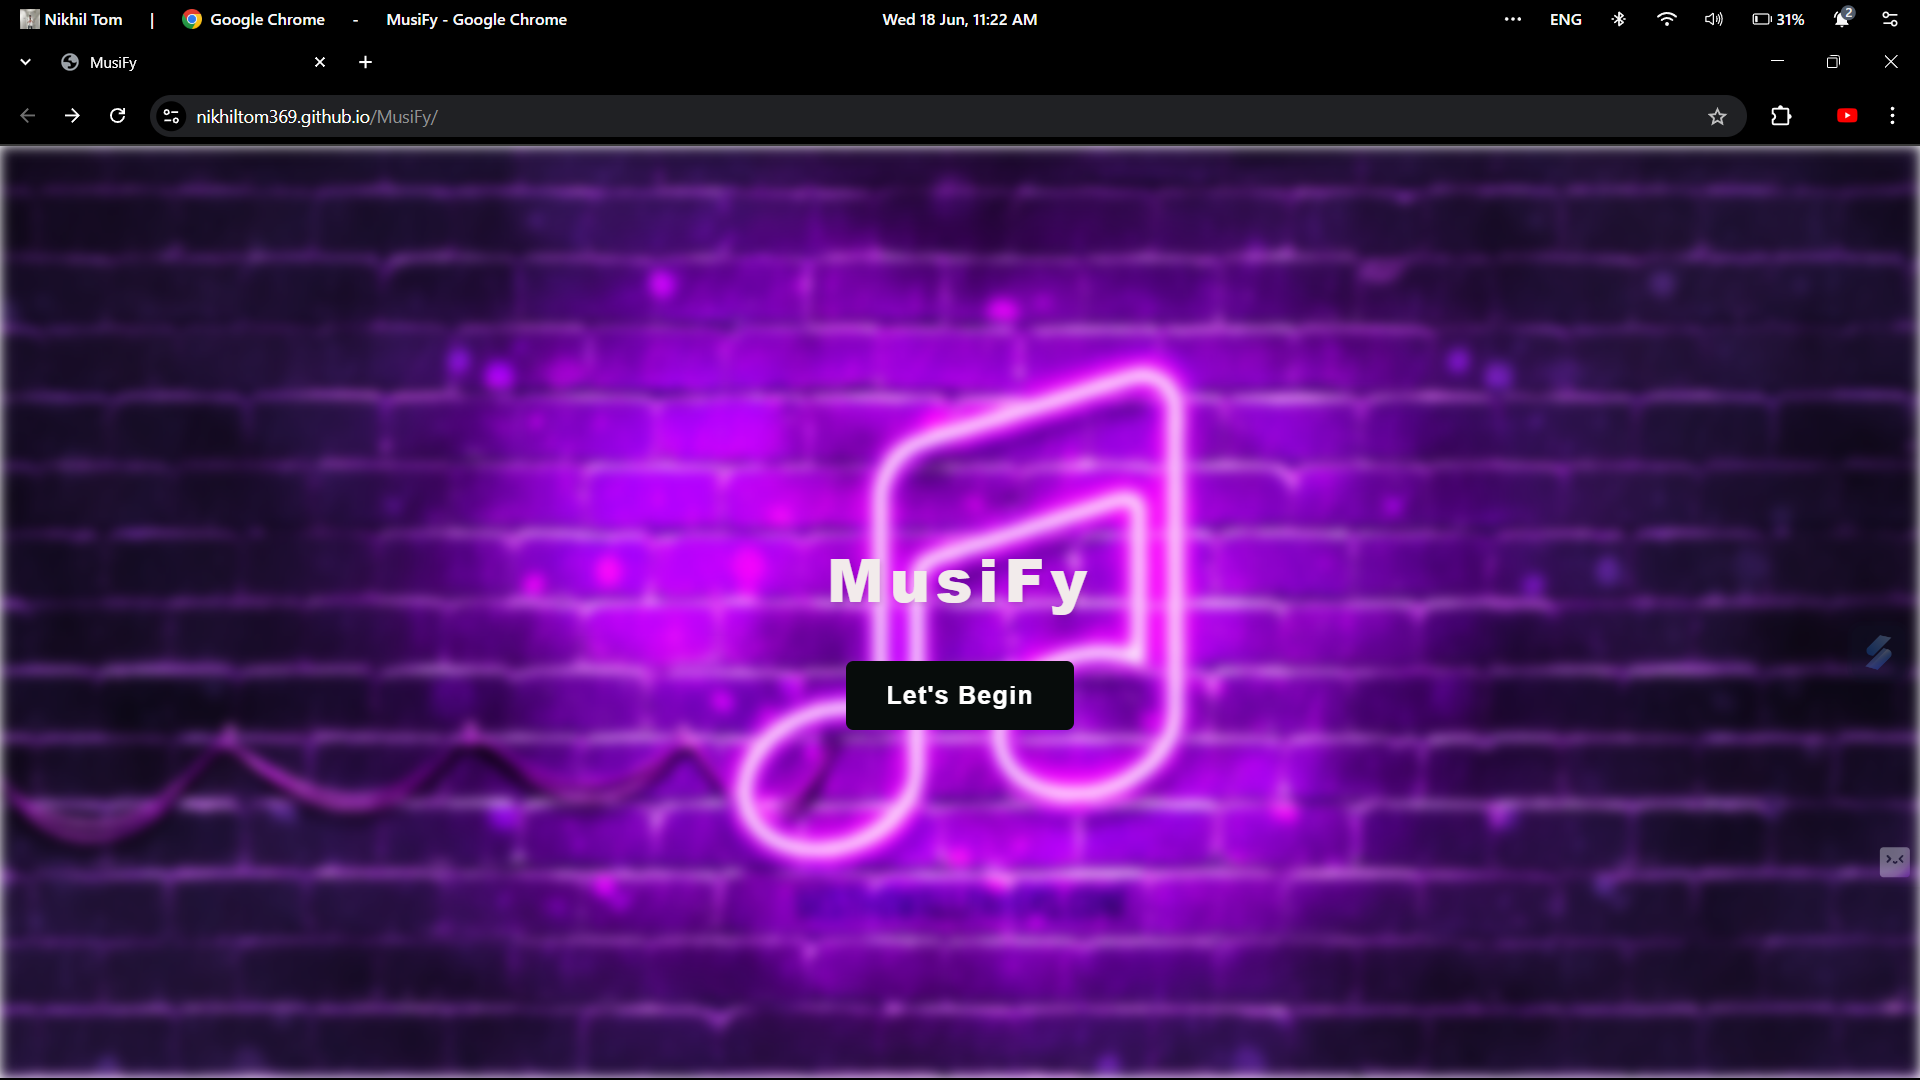 Nikhil Tom | Google Chrome - MusiFy - Google Chrome Wed 18 Jun, 11:22 AM ENG 31% 2
MusiFy
nikhiltom369.github.io/MusiFy/
MusiFy
Let's Begin